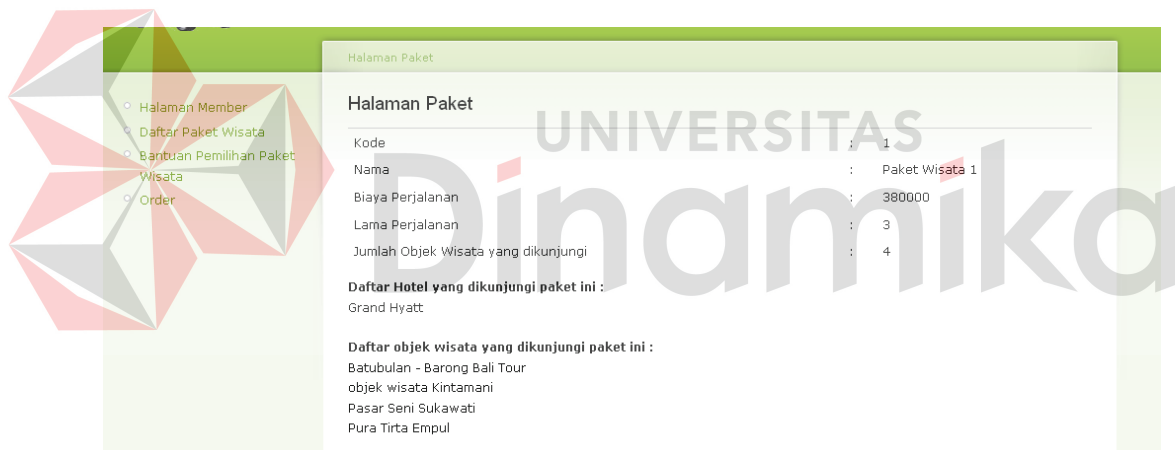 Halaman Paket
Halaman Member
Daftar Paket Wisata
Bantuan Pemilihan Paket
Wisata
Order
Halaman Paket
UNIVERSITAS
Dinamika
Kode : 1
Nama : Paket Wisata 1
Biaya Perjalanan : 380000
Lama Perjalanan : 3
Jumlah Objek Wisata yang dikunjungi : 4
Daftar Hotel yang dikunjungi paket ini :
Grand Hyatt
Daftar objek wisata yang dikunjungi paket ini :
Batubulan - Barong Bali Tour
objek wisata Kintamani
Pasar Seni Sukawati
Pura Tirta Empul